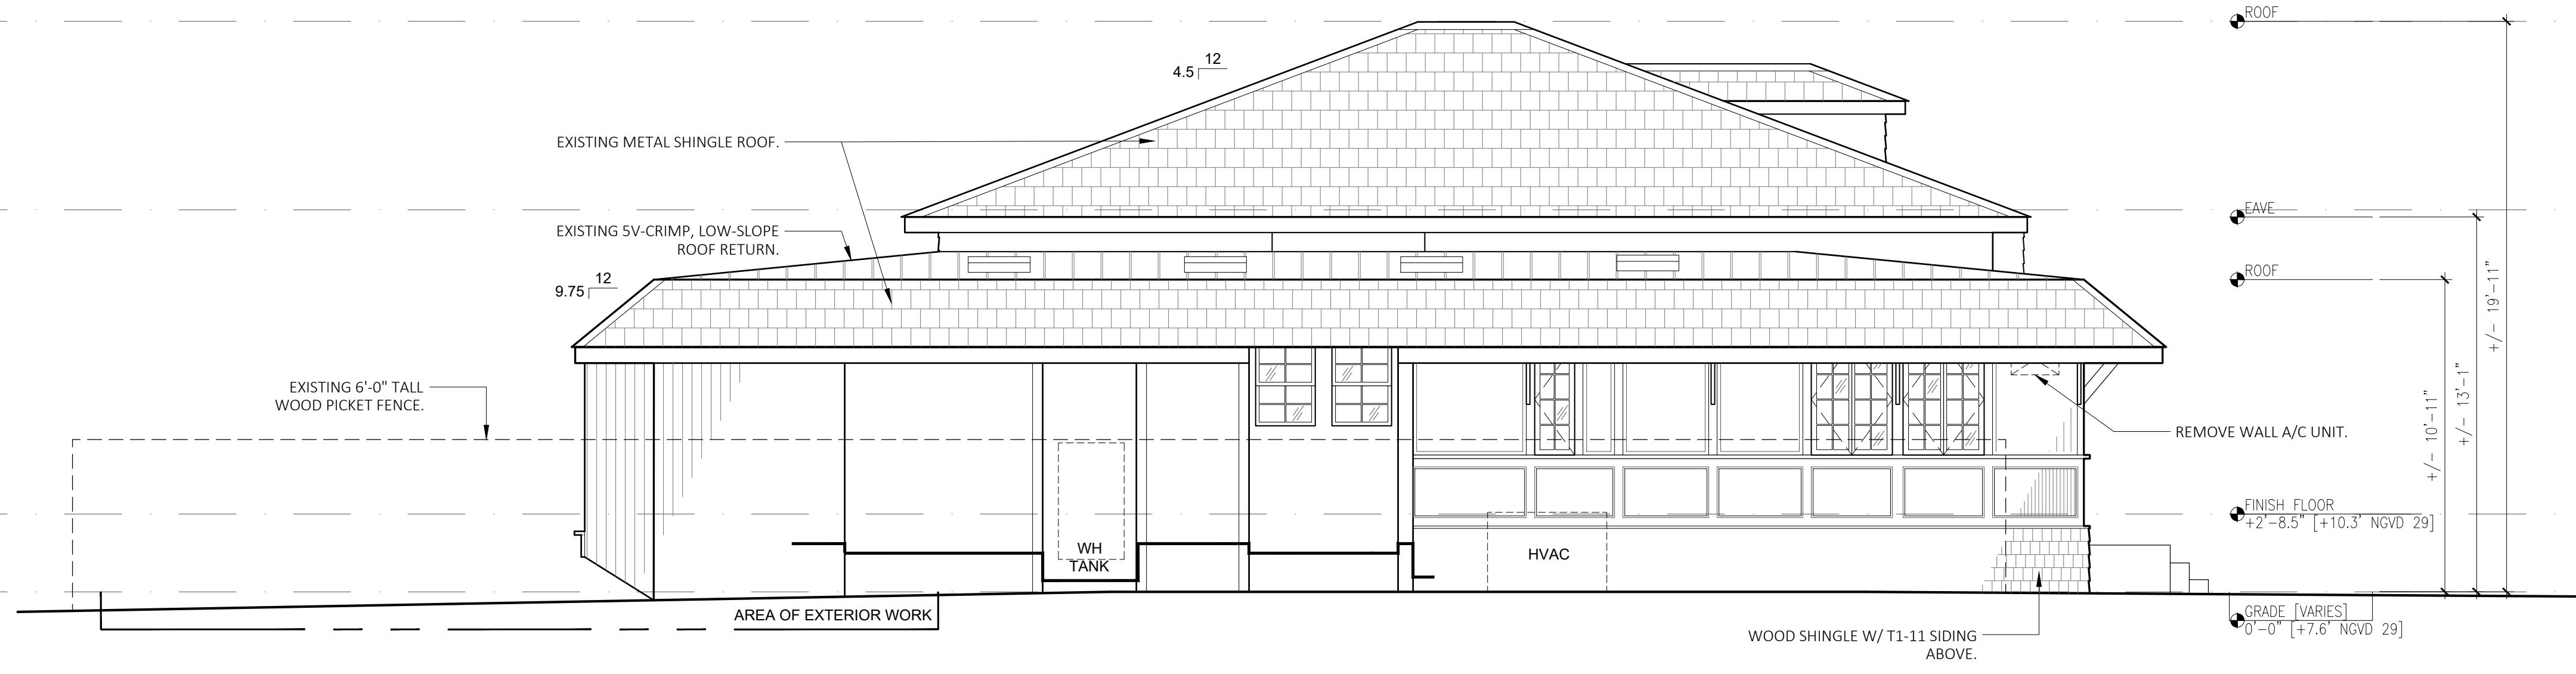 ROOF
12
4.5
EXISTING METAL SHINGLE ROOF.
EXISTING 5V-CRIMP, LOW-SLOPE
ROOF RETURN.
EAVE
ROOF
12
9.75
+/- 19'-11"
+/- 13'-1"
+/- 10'-11"
EXISTING 6'-0" TALL
WOOD PICKET FENCE.
REMOVE WALL A/C UNIT.
FINISH FLOOR
+2'-8.5" [+10.3' NGVD 29]
WH
TANK
HVAC
AREA OF EXTERIOR WORK
GRADE [VARIES]
0'-0" [+7.6' NGVD 29]
WOOD SHINGLE W/ T1-11 SIDING
ABOVE.